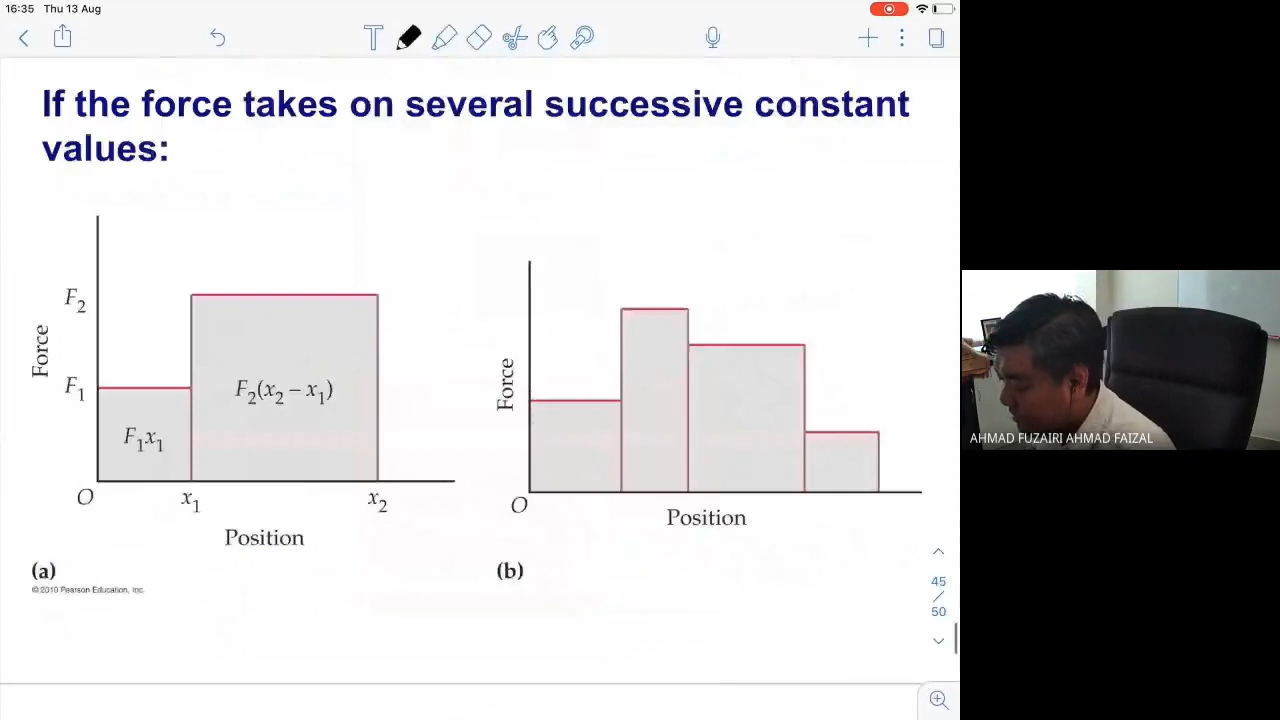 16:35 Thu 13 Aug
If the force takes on several successive constant
values:
Force
F2
F1
F2(x2 – x1)
F1x1
O
x1
x2
Position
(a)
© 2010 Pearson Education, Inc.
Force
O
Position
(b)
45
/
50
AHMAD FUZAIRI AHMAD FAIZAL